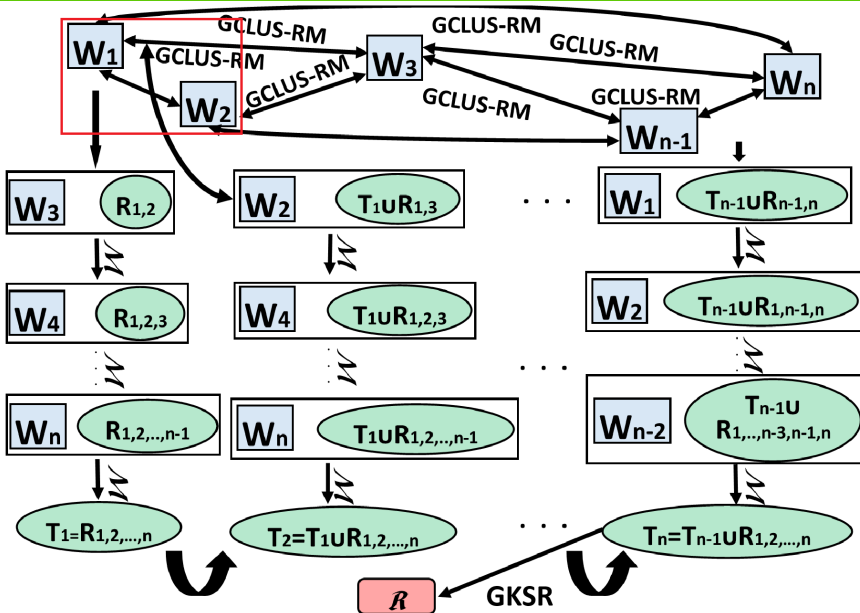 GCLUS-RM
GCLUS-RM
W1
GCLUS-RM
W3
GCLUS-RM
Wn
GCLUS-RM
W2
GCLUS-RM
GCLUS-RM
Wn-1
W3 R1,2
W2 T1∪R1,3
. . .
W1 Tn-1∪Rn-1,n
W4 R1,2,3
W4 T1∪R1,2,3
W2 Tn-1∪R1,n-1,n
. . .
Wn R1,2,..,n-1
Wn T1∪R1,2,..,n-1
Wn-2 Tn-1∪
R1,..,n-3,n-1,n
T1=R1,2,...,n
T2=T1∪R1,2,...,n
. . .
Tn=Tn-1∪R1,2,...,n
R
GKSR